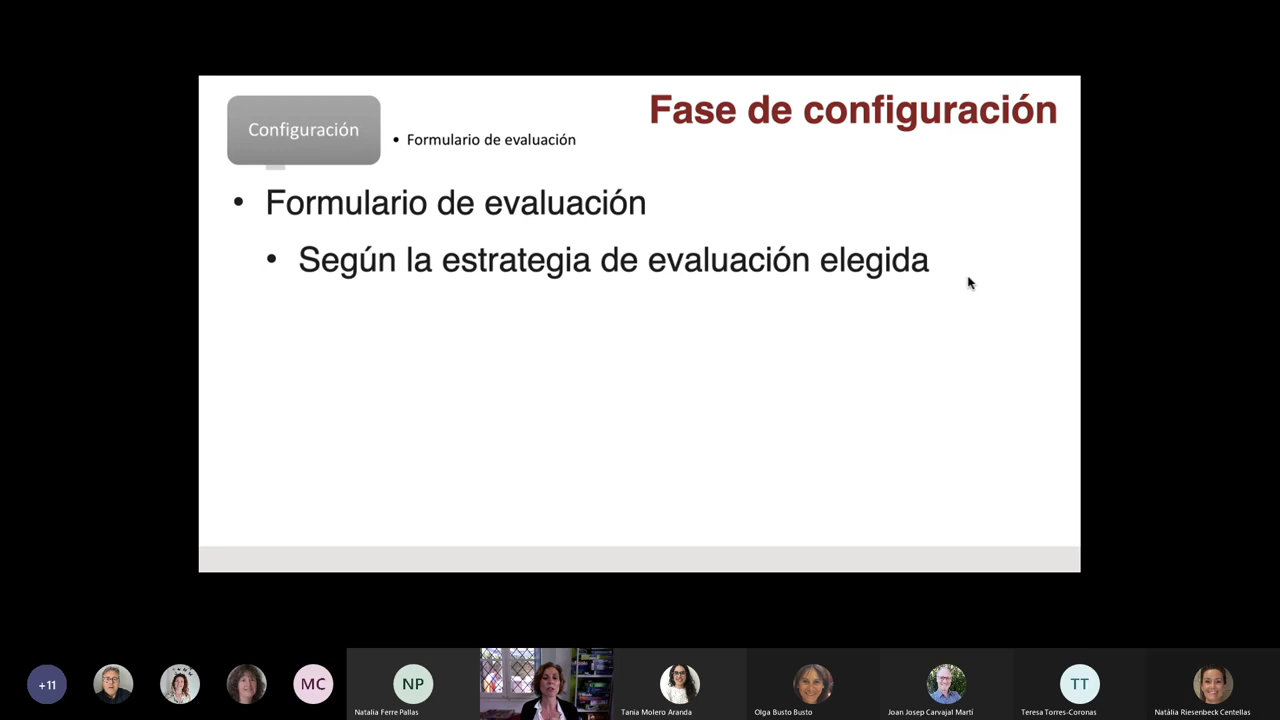 Fase de configuración
Configuración
• Formulario de evaluación
• Formulario de evaluación
• Según la estrategia de evaluación elegida
+11
MC
NP
TT
Natalia Ferre Pallas
Tania Molero Aranda
Olga Busto Busto
Joan Josep Carvajal Martí
Teresa Torres-Coronas
Natàlia Riesenbeck Centellas